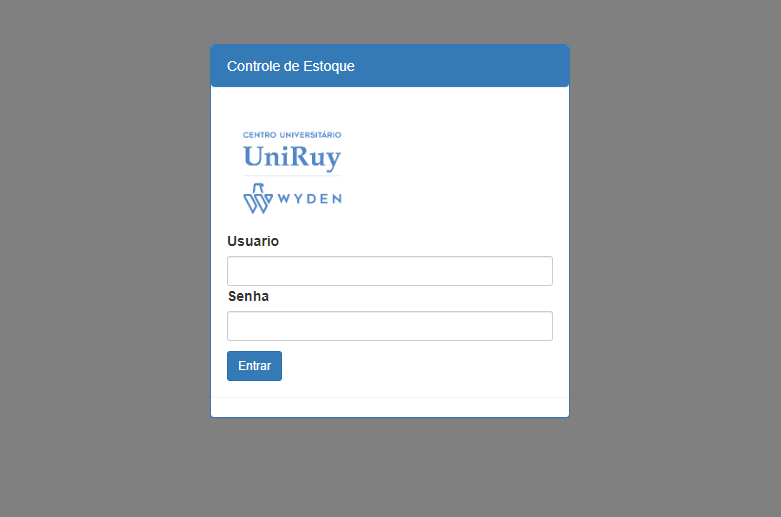 Controle de Estoque
CENTRO UNIVERSITÁRIO
UniRuy
WYDEN
Usuario
Senha
Entrar